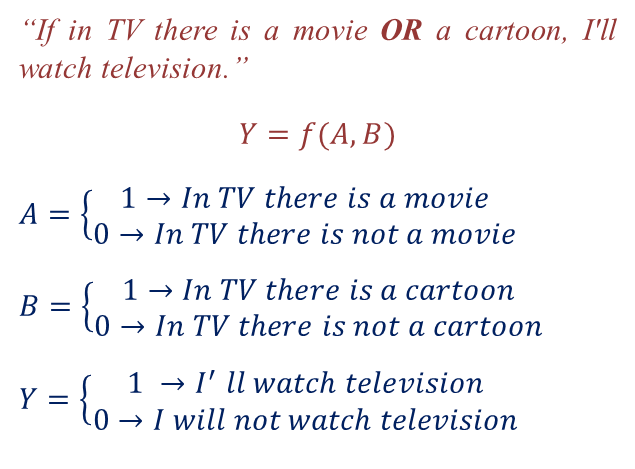 “If in TV there is a movie OR a cartoon, I'll
watch television.”
Y = f(A, B)
A = { 1 → In TV there is a movie
0 → In TV there is not a movie
B = { 1 → In TV there is a cartoon
0 → In TV there is not a cartoon
Y = { 1 → I′ ll watch television
0 → I will not watch television